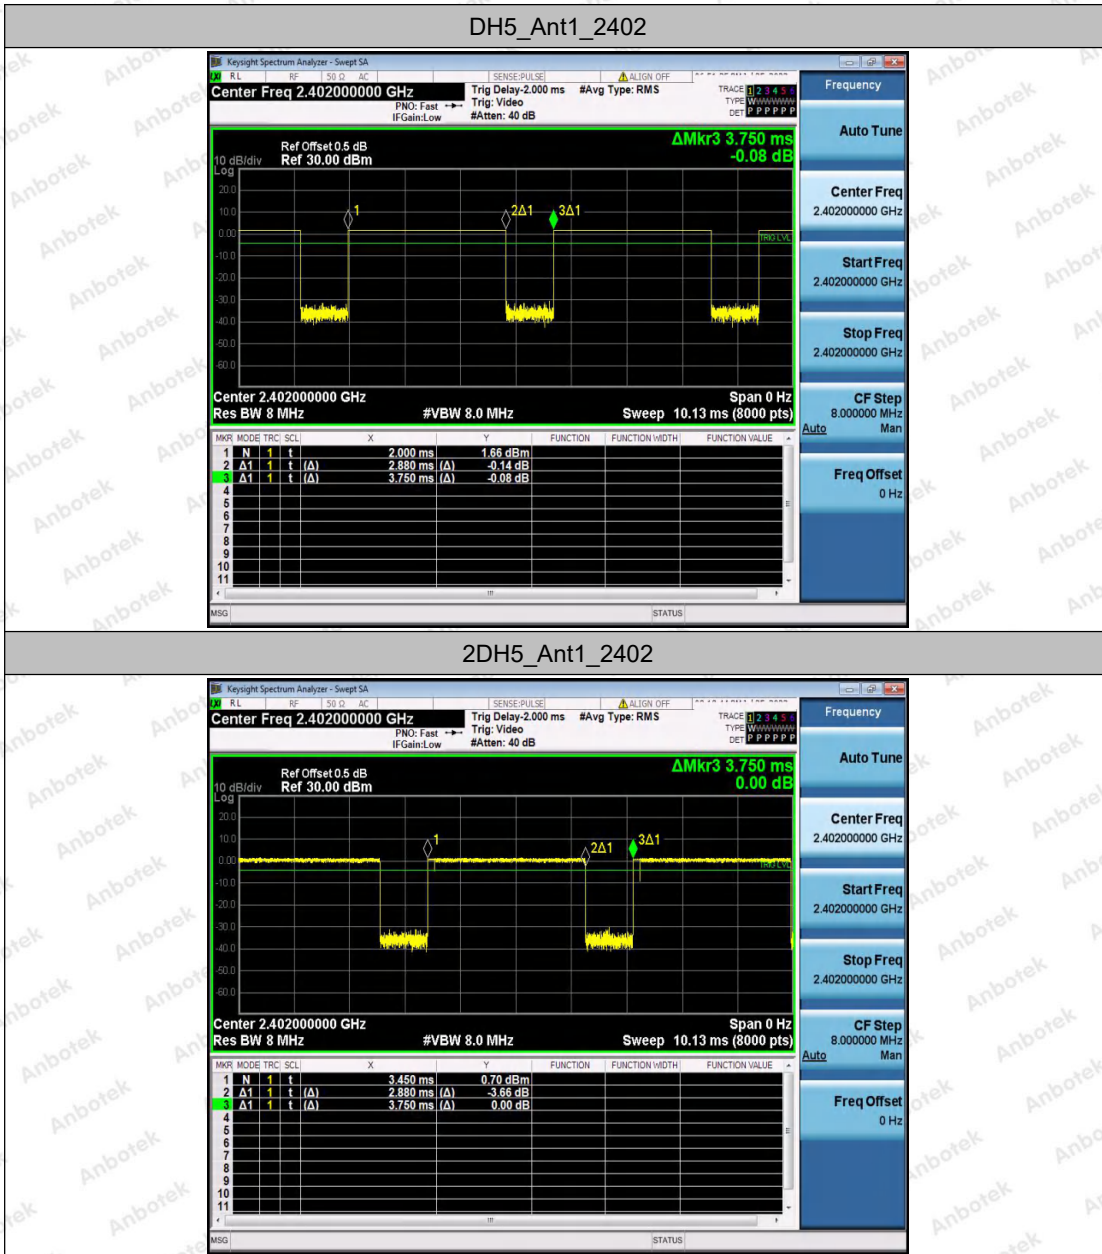 DH5_Ant1_2402
Keysight Spectrum Analyzer - Swept SA
RL RF 50 Ω AC SENSE:PULSE ALIGN OFF
Center Freq 2.402000000 GHz
PNO: Fast
IFGain:Low
Trig Delay-2.000 ms
Trig: Video
#Atten: 40 dB
#Avg Type: RMS
TRACE 1 2 3 4 5 6
TYPE W
DET P P P P P P
Frequency
ΔMkr3 3.750 ms
-0.08 dB
Ref Offset 0.5 dB
10 dB/div Ref 30.00 dBm
Log
20.0
10.0
0.00
-10.0
-20.0
-30.0
-40.0
-50.0
-60.0
1
2Δ1
3Δ1
TRIG LVL
Center 2.402000000 GHz Span 0 Hz
Res BW 8 MHz #VBW 8.0 MHz Sweep 10.13 ms (8000 pts)
MKR MODE TRC SCL X Y FUNCTION FUNCTION WIDTH FUNCTION VALUE
1 N 1 t 2.000 ms 1.66 dBm
2 Δ1 1 t (Δ) 2.880 ms (Δ) -0.14 dB
3 Δ1 1 t (Δ) 3.750 ms (Δ) -0.08 dB
4
5
6
7
8
9
10
11
MSG STATUS
Auto Tune
Center Freq
2.402000000 GHz
Start Freq
2.402000000 GHz
Stop Freq
2.402000000 GHz
CF Step
8.000000 MHz
Auto Man
Freq Offset
0 Hz
2DH5_Ant1_2402
Keysight Spectrum Analyzer - Swept SA
RL RF 50 Ω AC SENSE:PULSE ALIGN OFF
Center Freq 2.402000000 GHz
PNO: Fast
IFGain:Low
Trig Delay-2.000 ms
Trig: Video
#Atten: 40 dB
#Avg Type: RMS
TRACE 1 2 3 4 5 6
TYPE W
DET P P P P P P
Frequency
ΔMkr3 3.750 ms
0.00 dB
Ref Offset 0.5 dB
10 dB/div Ref 30.00 dBm
Log
20.0
10.0
0.00
-10.0
-20.0
-30.0
-40.0
-50.0
-60.0
1
2Δ1
3Δ1
TRIG LVL
Center 2.402000000 GHz Span 0 Hz
Res BW 8 MHz #VBW 8.0 MHz Sweep 10.13 ms (8000 pts)
MKR MODE TRC SCL X Y FUNCTION FUNCTION WIDTH FUNCTION VALUE
1 N 1 t 3.450 ms 0.70 dBm
2 Δ1 1 t (Δ) 2.880 ms (Δ) -3.66 dB
3 Δ1 1 t (Δ) 3.750 ms (Δ) 0.00 dB
4
5
6
7
8
9
10
11
MSG STATUS
Auto Tune
Center Freq
2.402000000 GHz
Start Freq
2.402000000 GHz
Stop Freq
2.402000000 GHz
CF Step
8.000000 MHz
Auto Man
Freq Offset
0 Hz